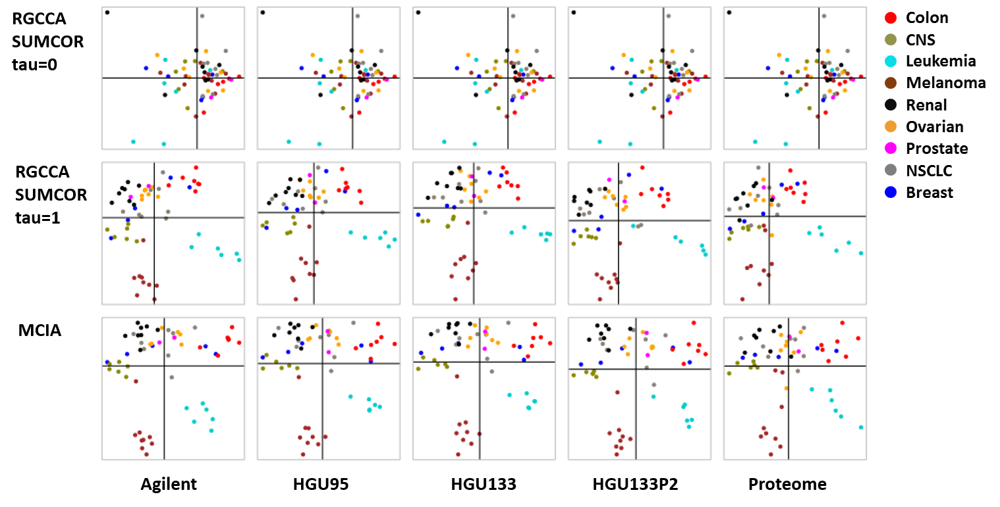 RGCCA
SUMCOR
tau=0
RGCCA
SUMCOR
tau=1
MCIA
Colon
CNS
Leukemia
Melanoma
Renal
Ovarian
Prostate
NSCLC
Breast
Agilent
HGU95
HGU133
HGU133P2
Proteome